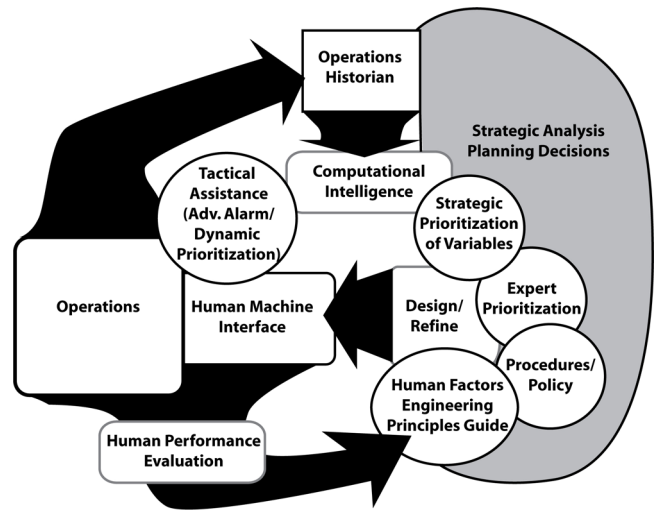 Operations
Historian
Strategic Analysis
Planning Decisions
Computational
Intelligence
Tactical
Assistance
(Adv. Alarm/
Dynamic
Prioritization)
Strategic
Prioritization
of Variables
Operations
Human Machine
Interface
Design/
Refine
Expert
Prioritization
Procedures/
Policy
Human Factors
Engineering
Principles Guide
Human Performance
Evaluation